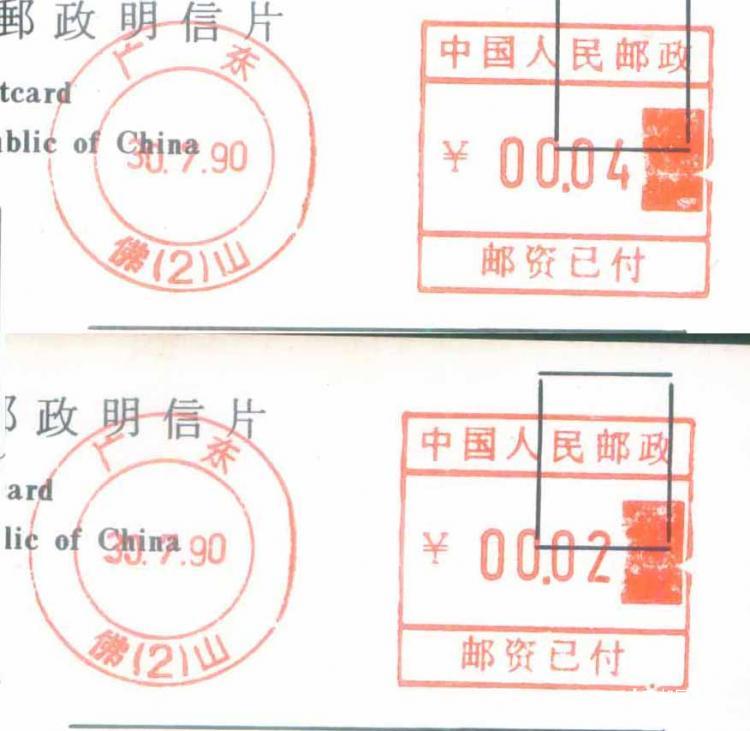 郵政明信片
tcard
blic of China
广东
30.7.90
佛(2)山
中国人民邮政
¥ 00.04
邮资已付
政明信片
ard
lic of China
广东
30.7.90
佛(2)山
中国人民邮政
¥ 00.02
邮资已付